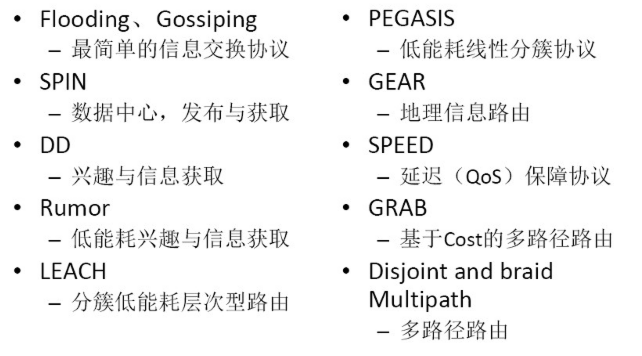 • Flooding、Gossiping
– 最简单的信息交换协议
• SPIN
– 数据中心，发布与获取
• DD
– 兴趣与信息获取
• Rumor
– 低能耗兴趣与信息获取
• LEACH
– 分簇低能耗层次型路由
• PEGASIS
– 低能耗线性分簇协议
• GEAR
– 地理信息路由
• SPEED
– 延迟（QoS）保障协议
• GRAB
– 基于Cost的多路径路由
• Disjoint and braid
Multipath
– 多路径路由